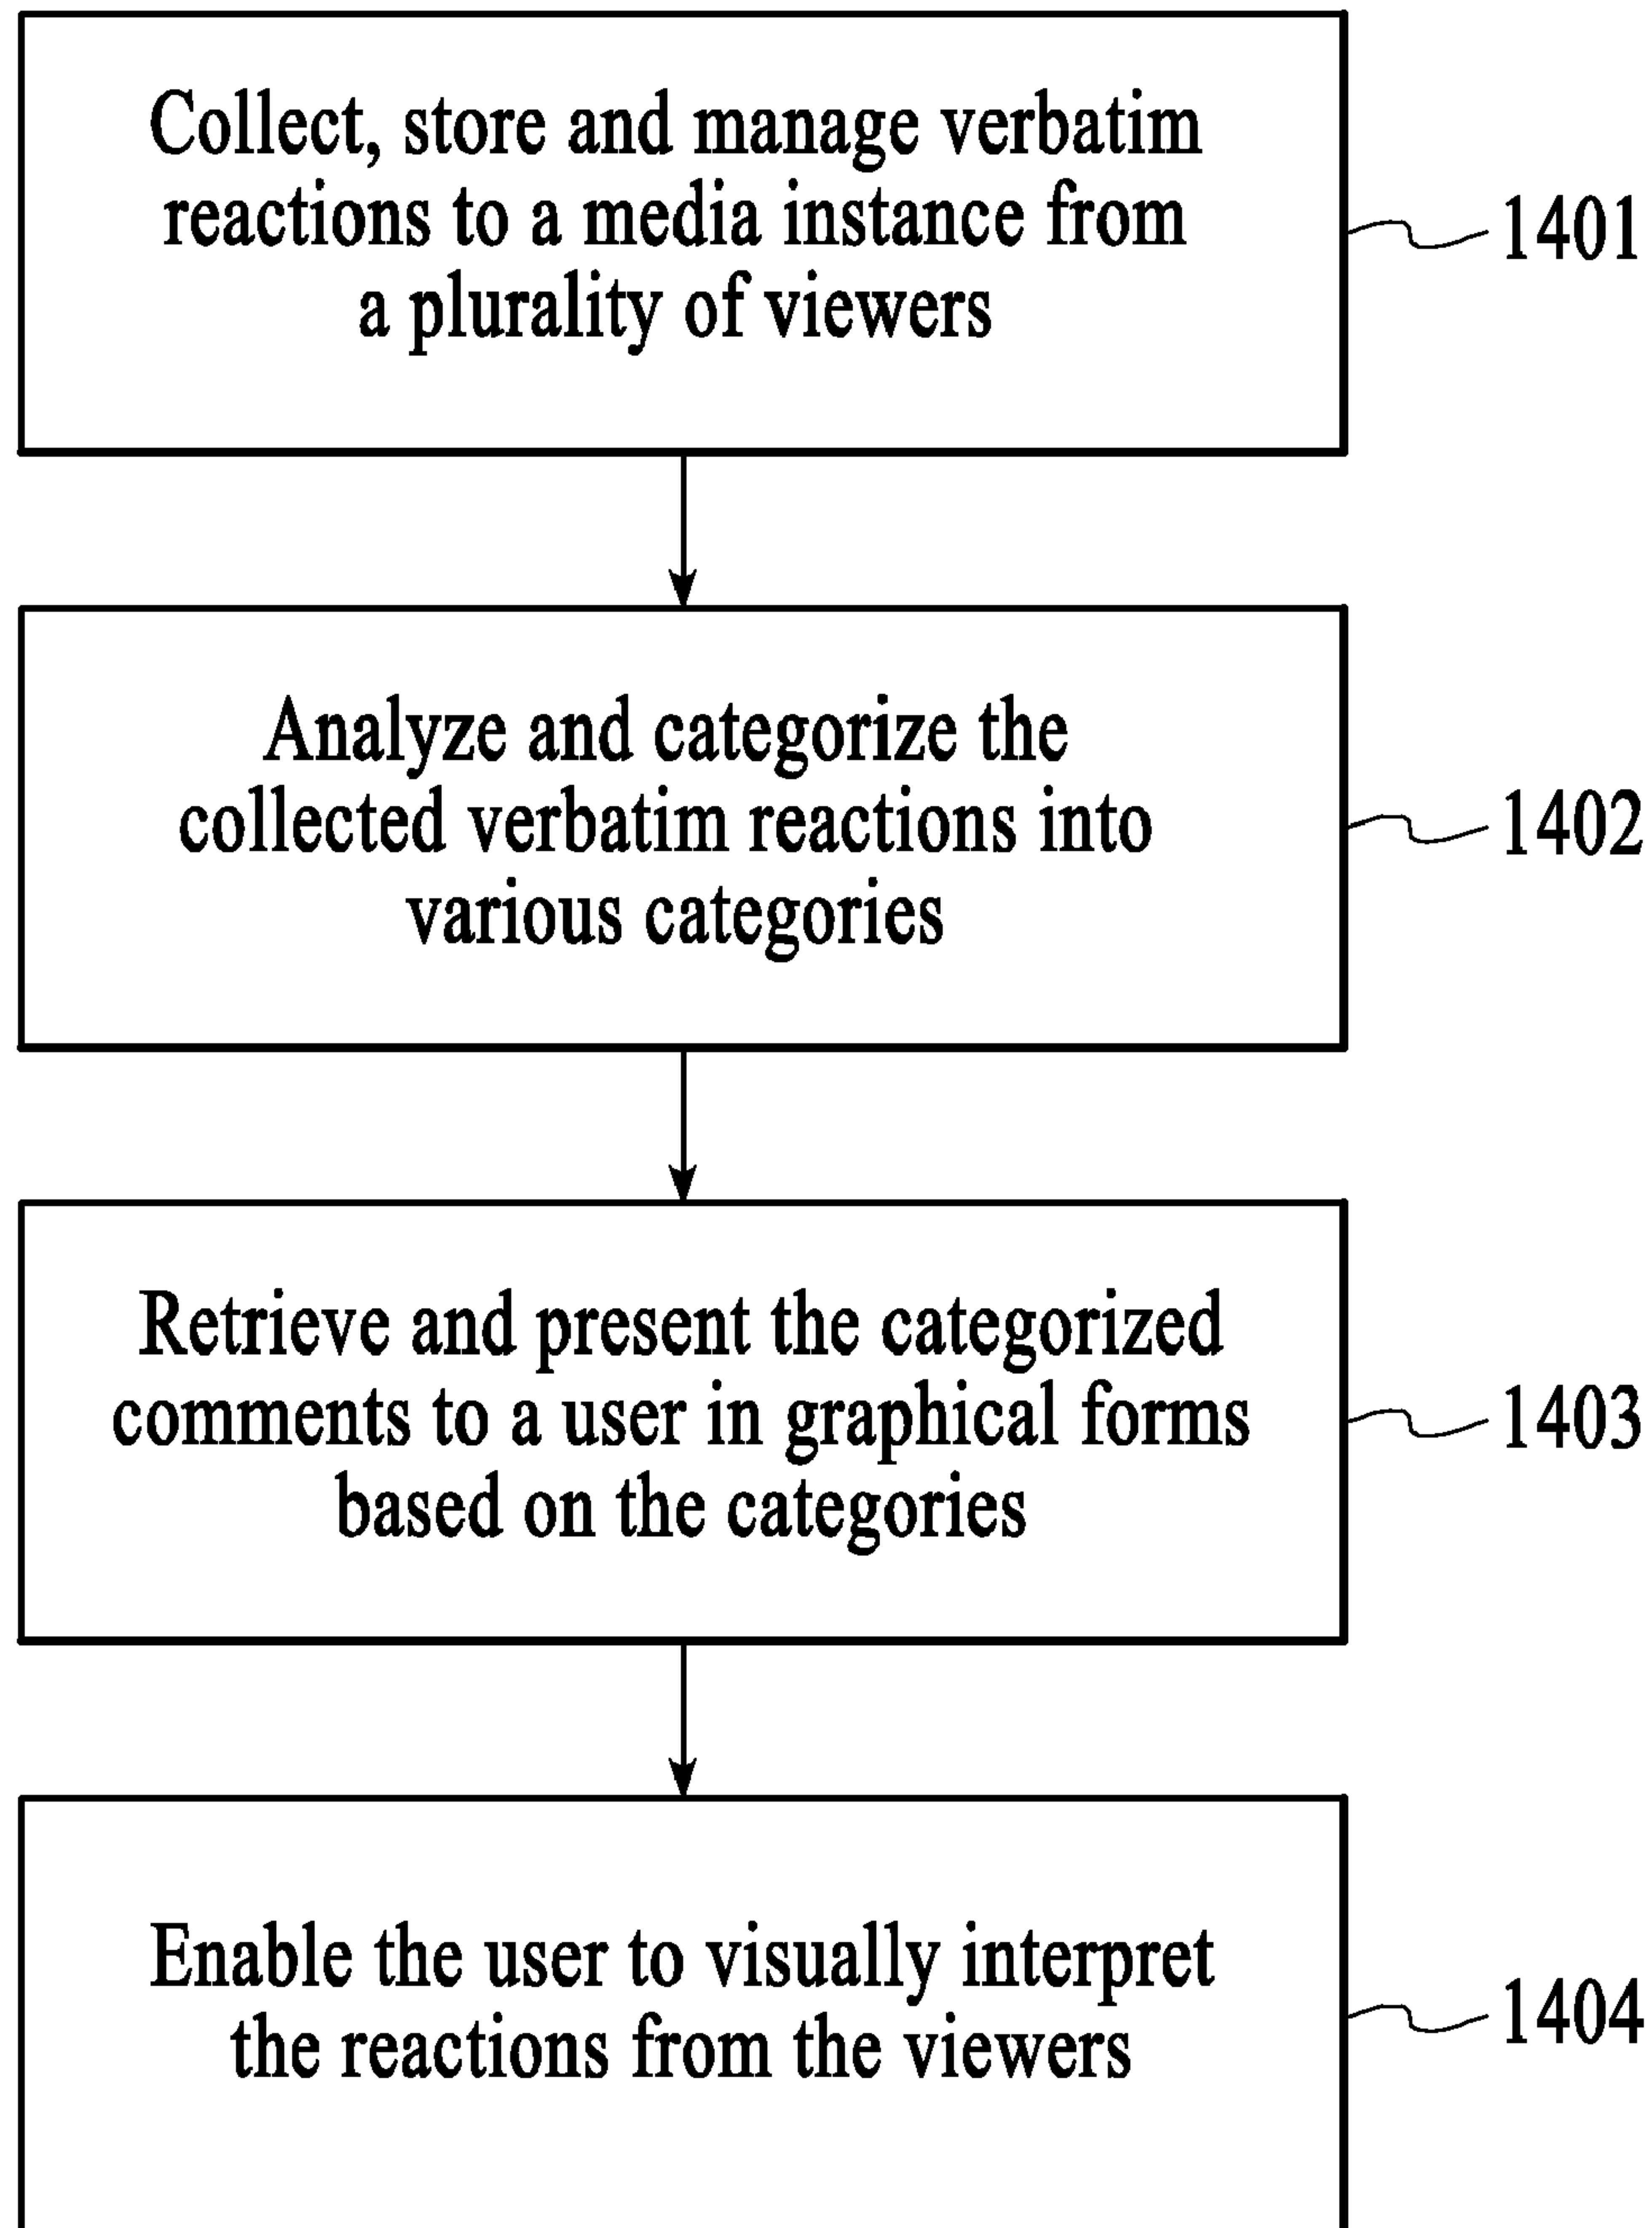 Collect, store and manage verbatim
reactions to a media instance from
a plurality of viewers
1401
Analyze and categorize the
collected verbatim reactions into
various categories
1402
Retrieve and present the categorized
comments to a user in graphical forms
based on the categories
1403
Enable the user to visually interpret
the reactions from the viewers
1404